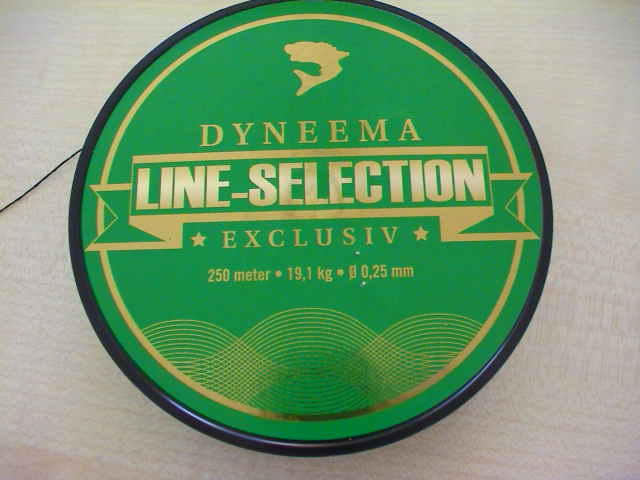 DYNEEMA
LINE-SELECTION
EXCLUSIV
250 meter • 19,1 kg • Ø 0,25 mm